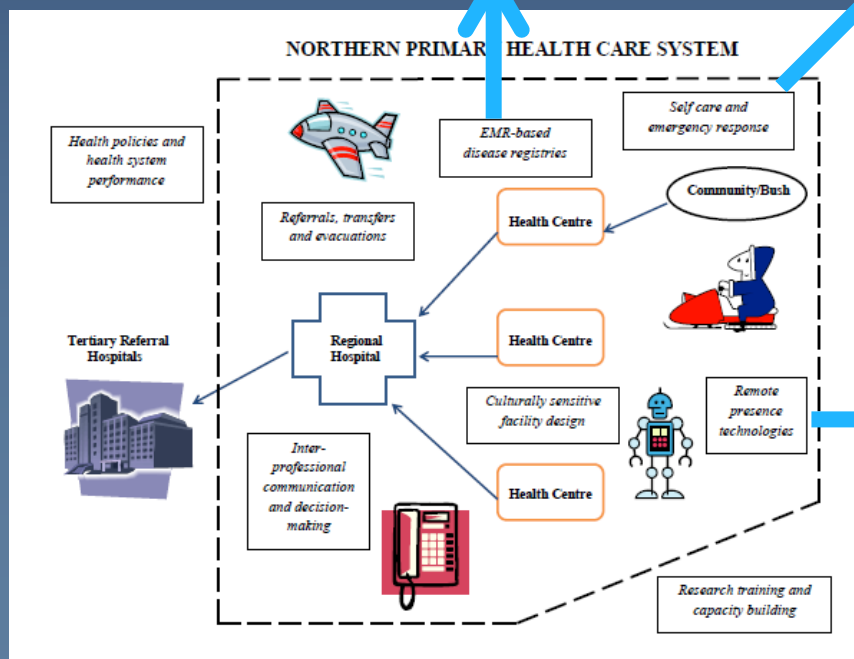 NORTHERN PRIMARY HEALTH CARE SYSTEM
Health policies and
health system
performance
EMR-based
disease registries
Self care and
emergency response
Community/Bush
Referrals, transfers
and evacuations
Health Centre
Tertiary Referral
Hospitals
Regional
Hospital
Health Centre
Culturally sensitive
facility design
Remote
presence
technologies
Inter-
professional
communication
and decision-
making
Health Centre
Research training and
capacity building